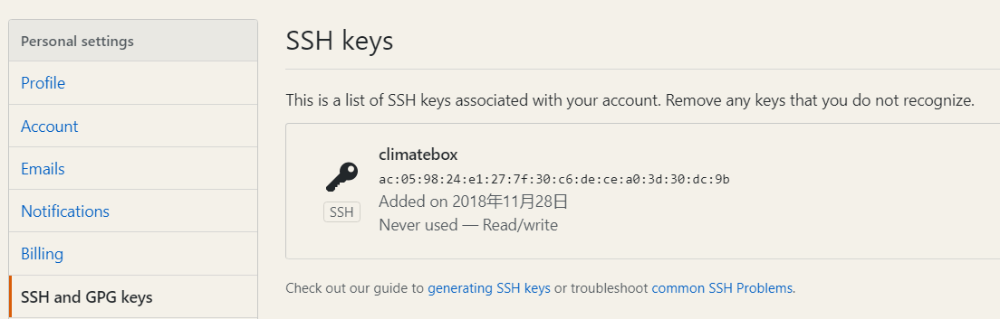 Personal settings
Profile
Account
Emails
Notifications
Billing
SSH and GPG keys
SSH keys
This is a list of SSH keys associated with your account. Remove any keys that you do not recognize.
climatebox
ac:05:98:24:e1:27:7f:30:c6:de:ce:a0:3d:30:dc:9b
Added on 2018年11月28日
SSH
Never used — Read/write
Check out our guide to generating SSH keys or troubleshoot common SSH Problems.